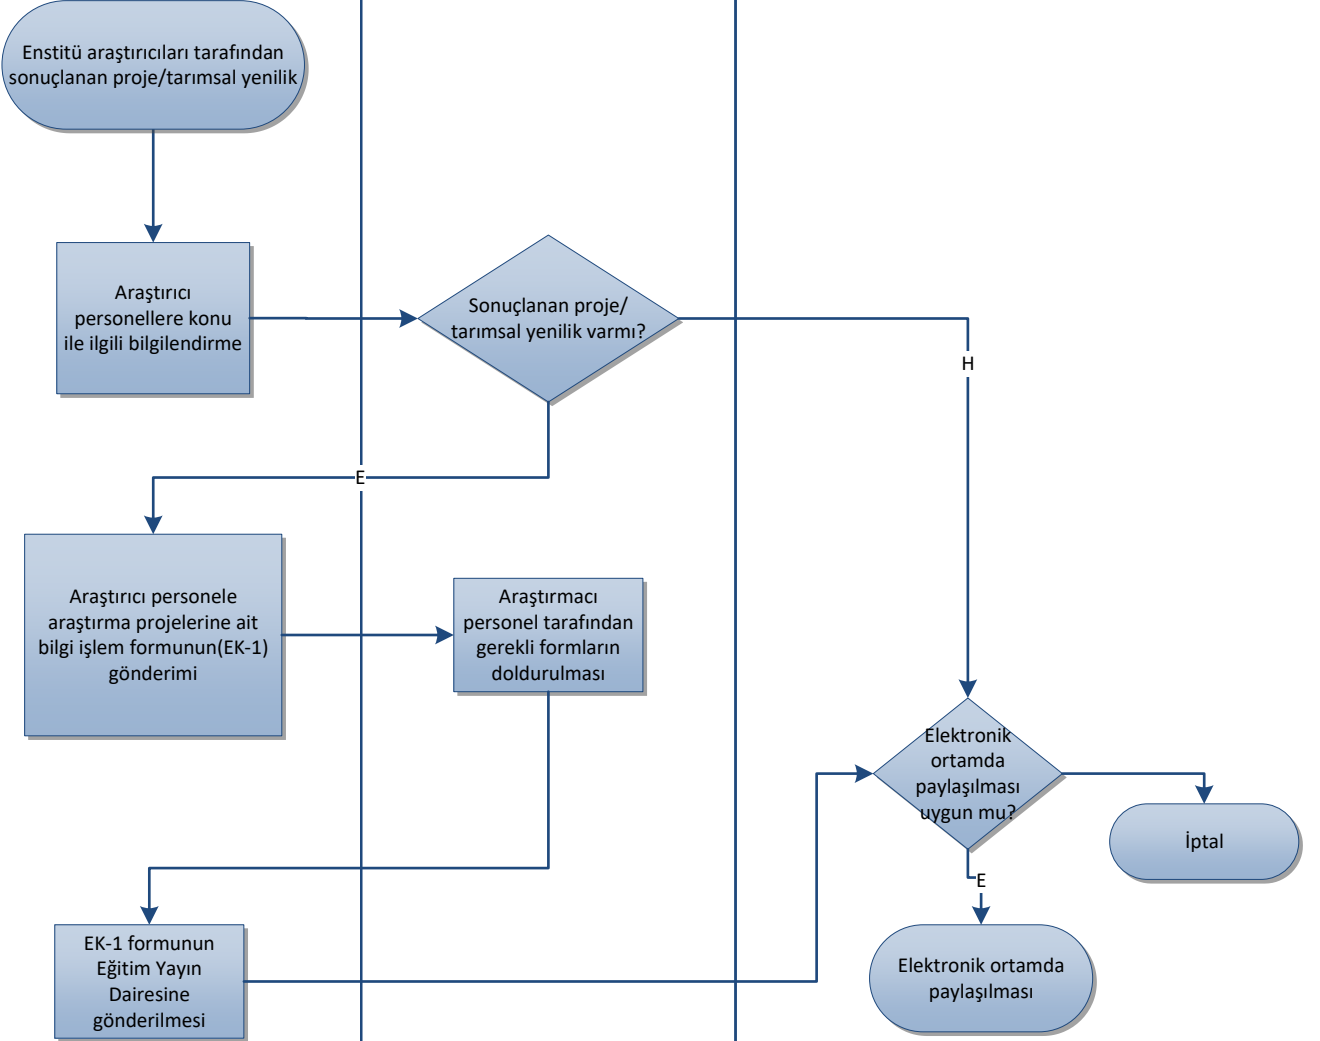 Enstitü araştırıcıları tarafından
sonuçlanan proje/tarımsal yenilik
Araştırıcı
personellere konu
ile ilgili bilgilendirme
Sonuçlanan proje/
tarımsal yenilik varmı?
H
E
Araştırıcı personele
araştırma projelerine ait
bilgi işlem formunun(EK-1)
gönderimi
Araştırmacı
personel tarafından
gerekli formların
doldurulması
Elektronik
ortamda
paylaşılması
uygun mu?
İptal
E
EK-1 formunun
Eğitim Yayın
Dairesine
gönderilmesi
Elektronik ortamda
paylaşılması